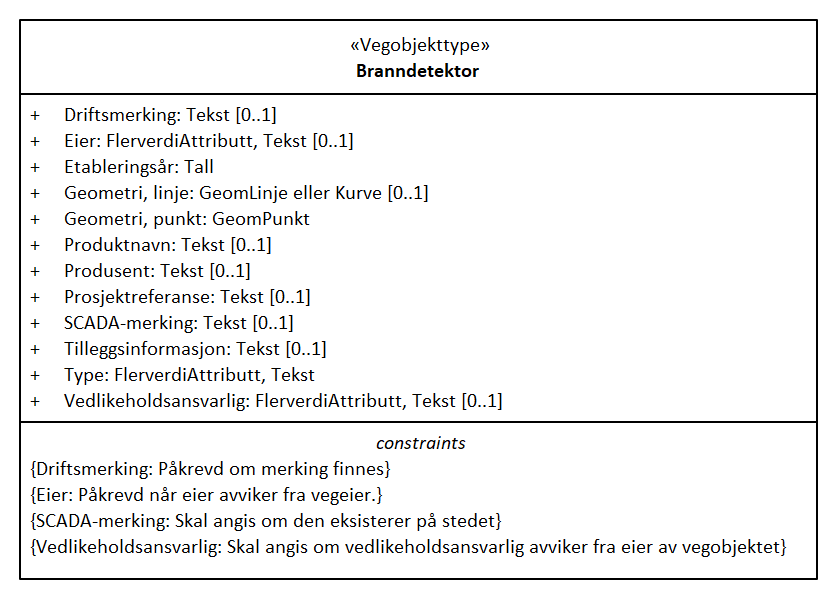 «Vegobjekttype»
Branndetektor
+ Driftsmerking: Tekst [0..1]
+ Eier: FlerverdiAttributt, Tekst [0..1]
+ Etableringsår: Tall
+ Geometri, linje: GeomLinje eller Kurve [0..1]
+ Geometri, punkt: GeomPunkt
+ Produktnavn: Tekst [0..1]
+ Produsent: Tekst [0..1]
+ Prosjektreferanse: Tekst [0..1]
+ SCADA-merking: Tekst [0..1]
+ Tilleggsinformasjon: Tekst [0..1]
+ Type: FlerverdiAttributt, Tekst
+ Vedlikeholdsansvarlig: FlerverdiAttributt, Tekst [0..1]
constraints
{Driftsmerking: Påkrevd om merking finnes}
{Eier: Påkrevd når eier avviker fra vegeier.}
{SCADA-merking: Skal angis om den eksisterer på stedet}
{Vedlikeholdsansvarlig: Skal angis om vedlikeholdsansvarlig avviker fra eier av vegobjektet}